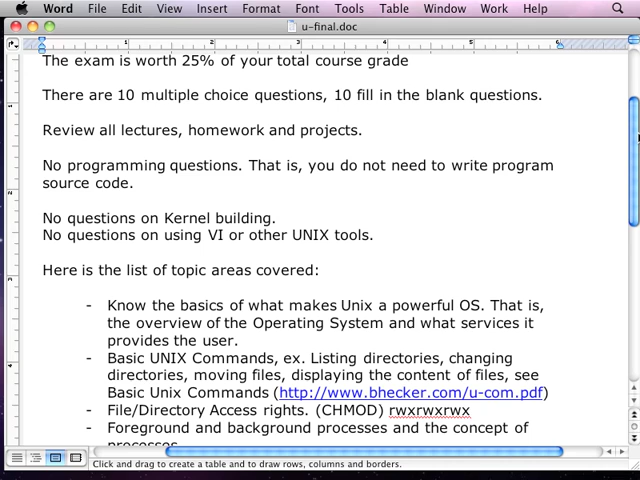 Word File Edit View Insert Format Font Tools Table Window Work Help
u-final.doc
1 2 3 4 5 6
The exam is worth 25% of your total course grade
There are 10 multiple choice questions, 10 fill in the blank questions.
Review all lectures, homework and projects.
No programming questions. That is, you do not need to write program
source code.
No questions on Kernel building.
No questions on using VI or other UNIX tools.
Here is the list of topic areas covered:
- Know the basics of what makes Unix a powerful OS. That is,
the overview of the Operating System and what services it
provides the user.
- Basic UNIX Commands, ex. Listing directories, changing
directories, moving files, displaying the content of files, see
Basic Unix Commands (http://www.bhecker.com/u-com.pdf)
- File/Directory Access rights. (CHMOD) rwxrwxrwx
- Foreground and background processes and the concept of
processes
Click and drag to create a table and to draw rows, columns and borders.